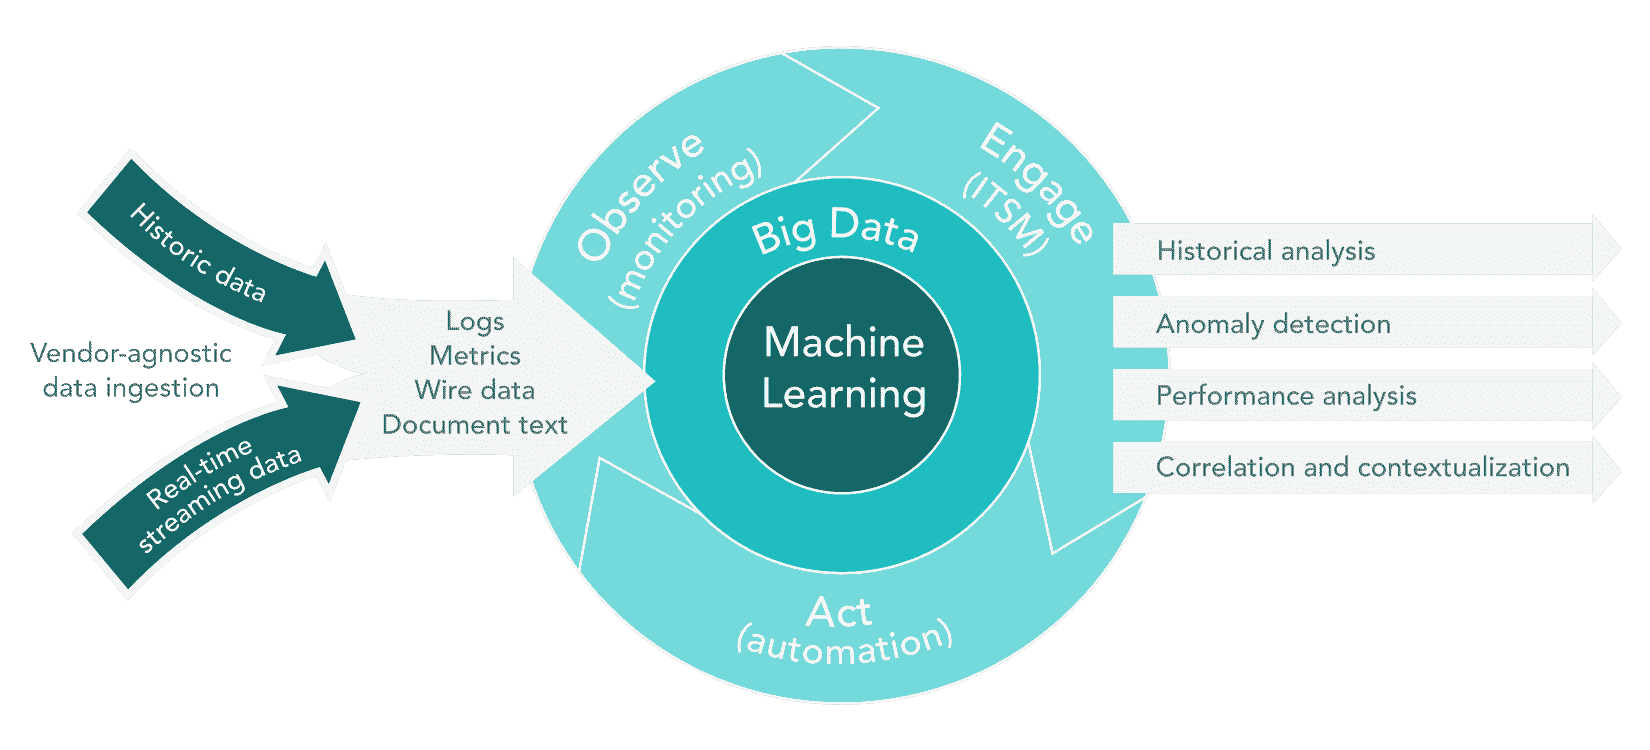 Historic data
Vendor-agnostic
data ingestion
Real-time
streaming data
Logs
Metrics
Wire data
Document text
Observe
(monitoring)
Engage
(ITSM)
Act
(automation)
Big Data
Machine
Learning
Historical analysis
Anomaly detection
Performance analysis
Correlation and contextualization